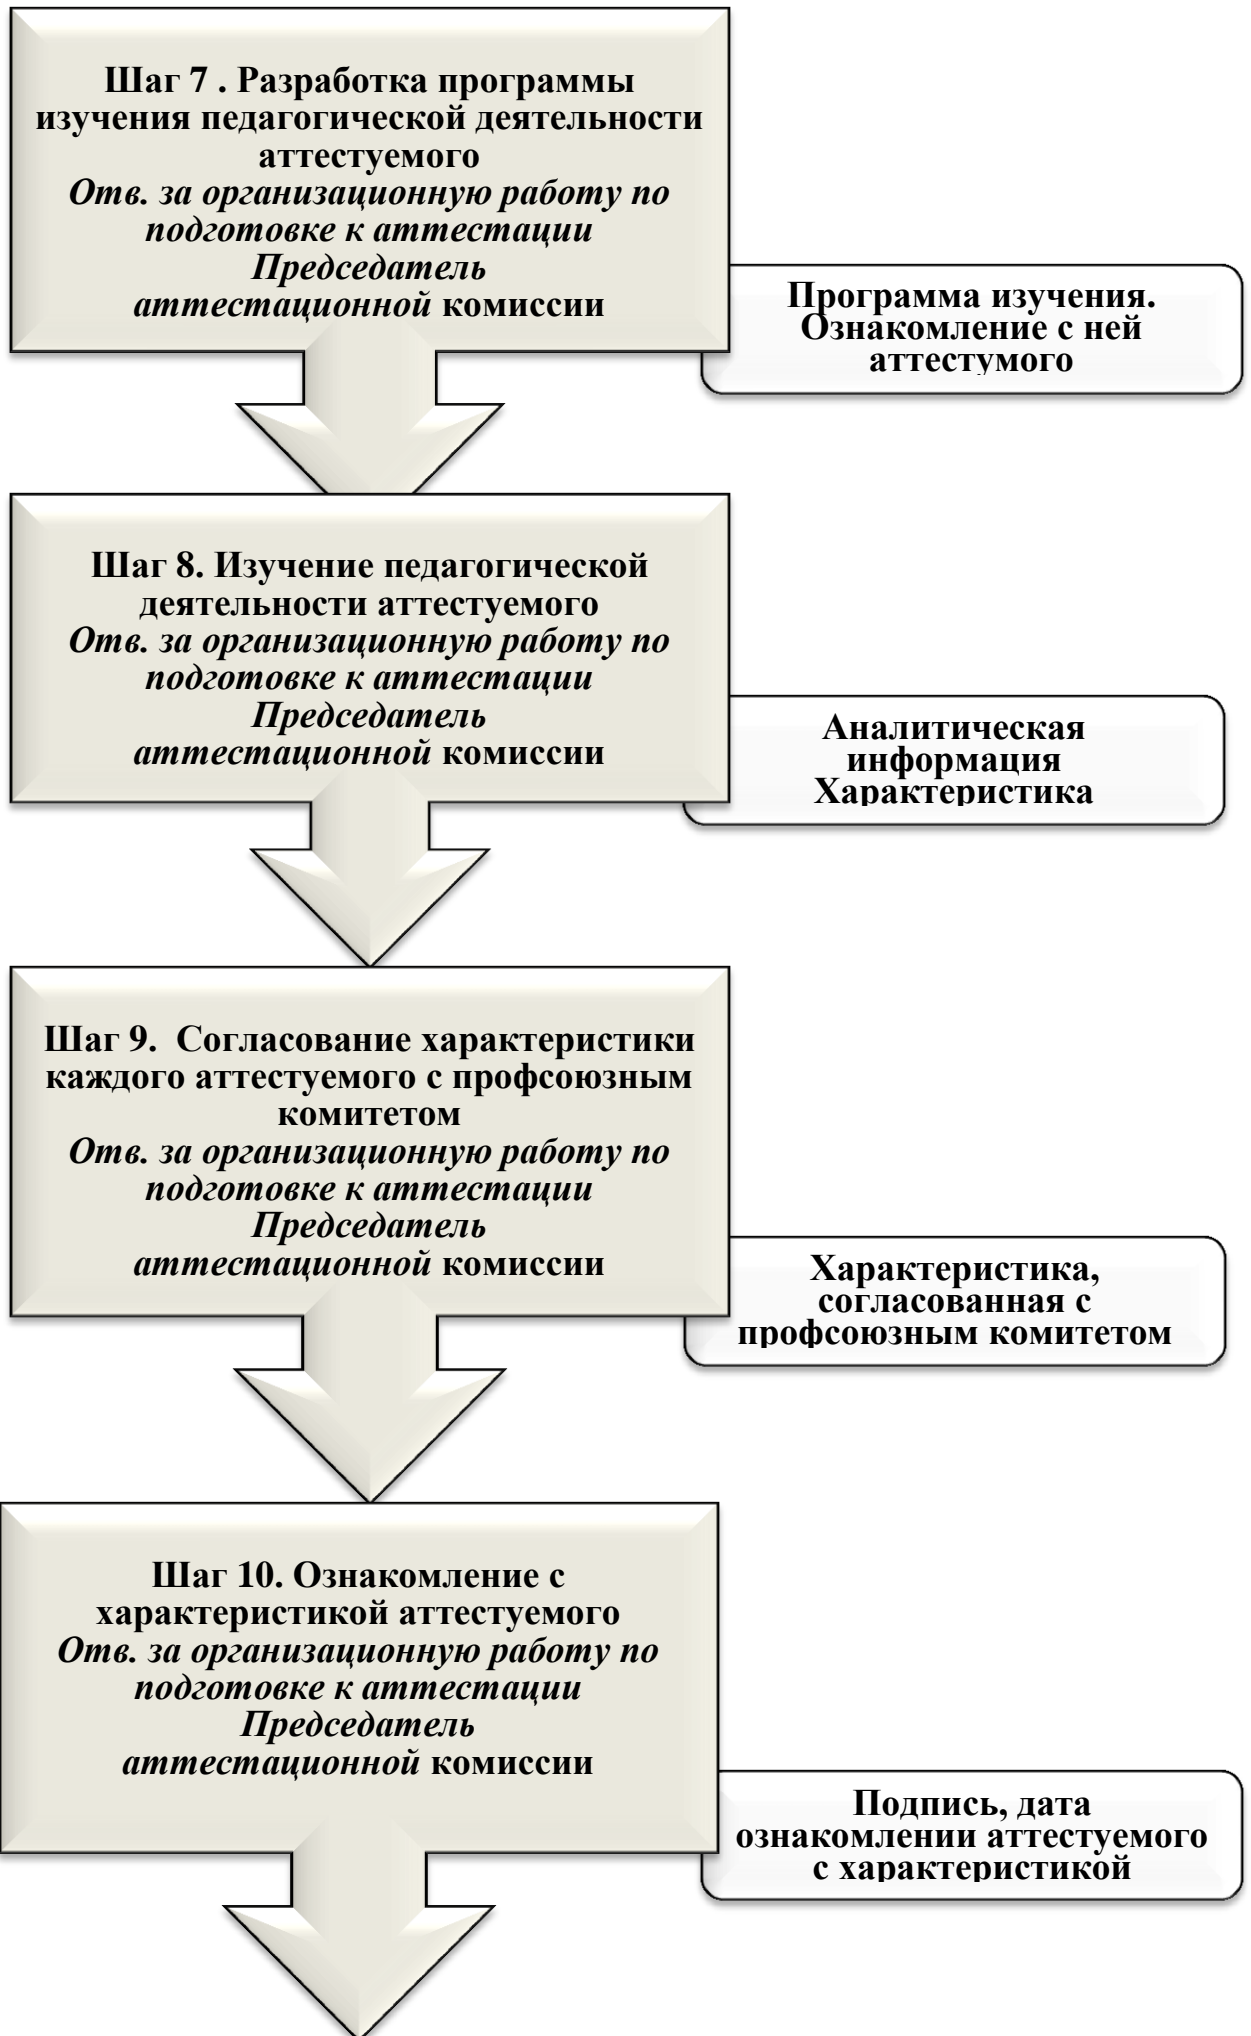 Шаг 7 . Разработка программы
изучения педагогической деятельности
аттестуемого
Отв. за организационную работу по
подготовке к аттестации
Председатель
аттестационной комиссии
Программа изучения.
Ознакомление с ней
аттестумого
Шаг 8. Изучение педагогической
деятельности аттестуемого
Отв. за организационную работу по
подготовке к аттестации
Председатель
аттестационной комиссии
Аналитическая
информация
Характеристика
Шаг 9.  Согласование характеристики
каждого аттестуемого с профсоюзным
комитетом
Отв. за организационную работу по
подготовке к аттестации
Председатель
аттестационной комиссии
Характеристика,
согласованная с
профсоюзным комитетом
Шаг 10. Ознакомление с
характеристикой аттестуемого
Отв. за организационную работу по
подготовке к аттестации
Председатель
аттестационной комиссии
Подпись, дата
ознакомлении аттестуемого
с характеристикой